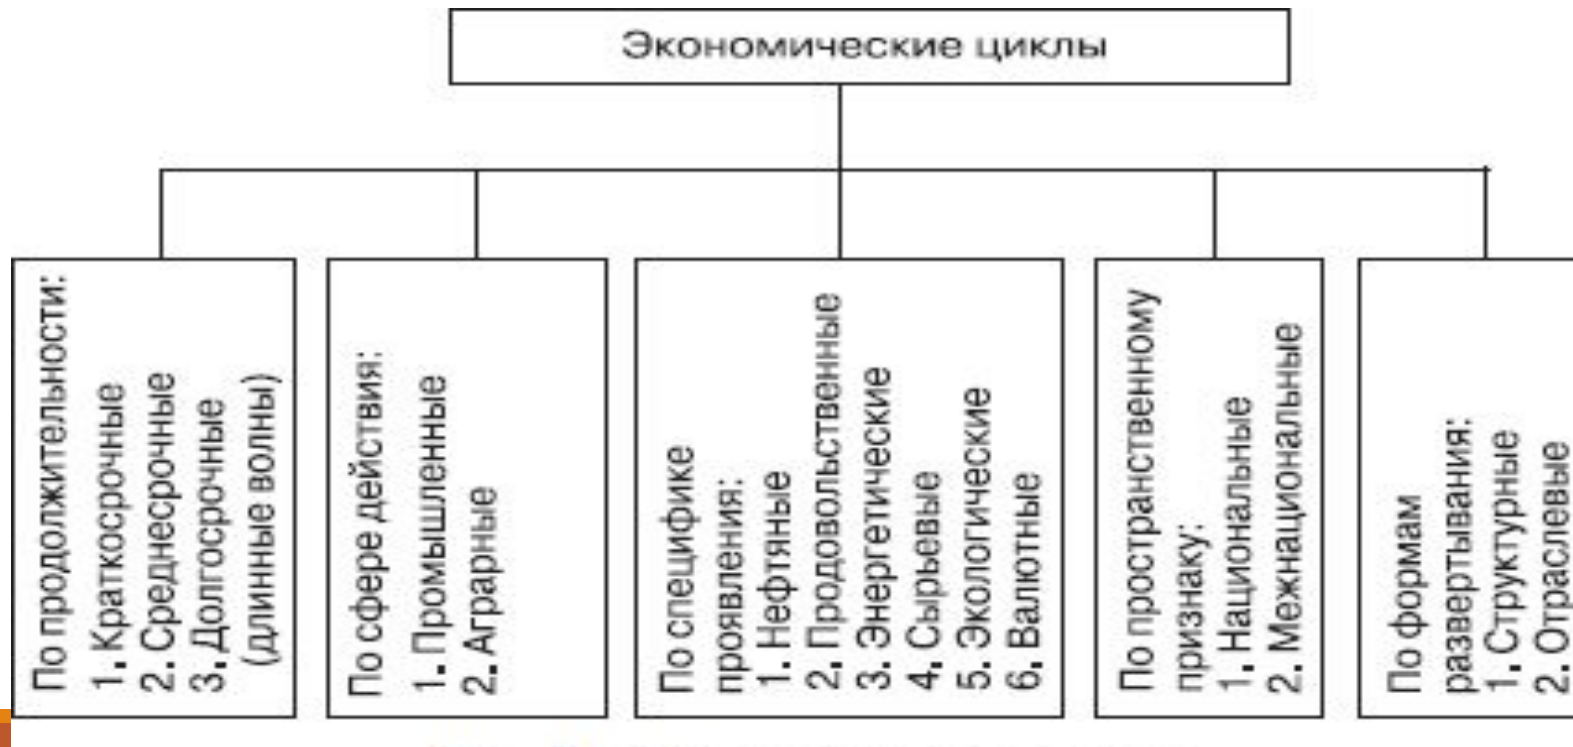 Экономические циклы
По продолжительности:
1. Краткосрочные
2. Среднесрочные
3. Долгосрочные
(длинные волны)
По сфере действия:
1. Промышленные
2. Аграрные
По специфике
проявления:
1. Нефтяные
2. Продовольственные
3. Энергетические
4. Сырьевые
5. Экологические
6. Валютные
По пространственному
признаку:
1. Национальные
2. Межнациональные
По формам
развертывания:
1. Структурные
2. Отраслевые